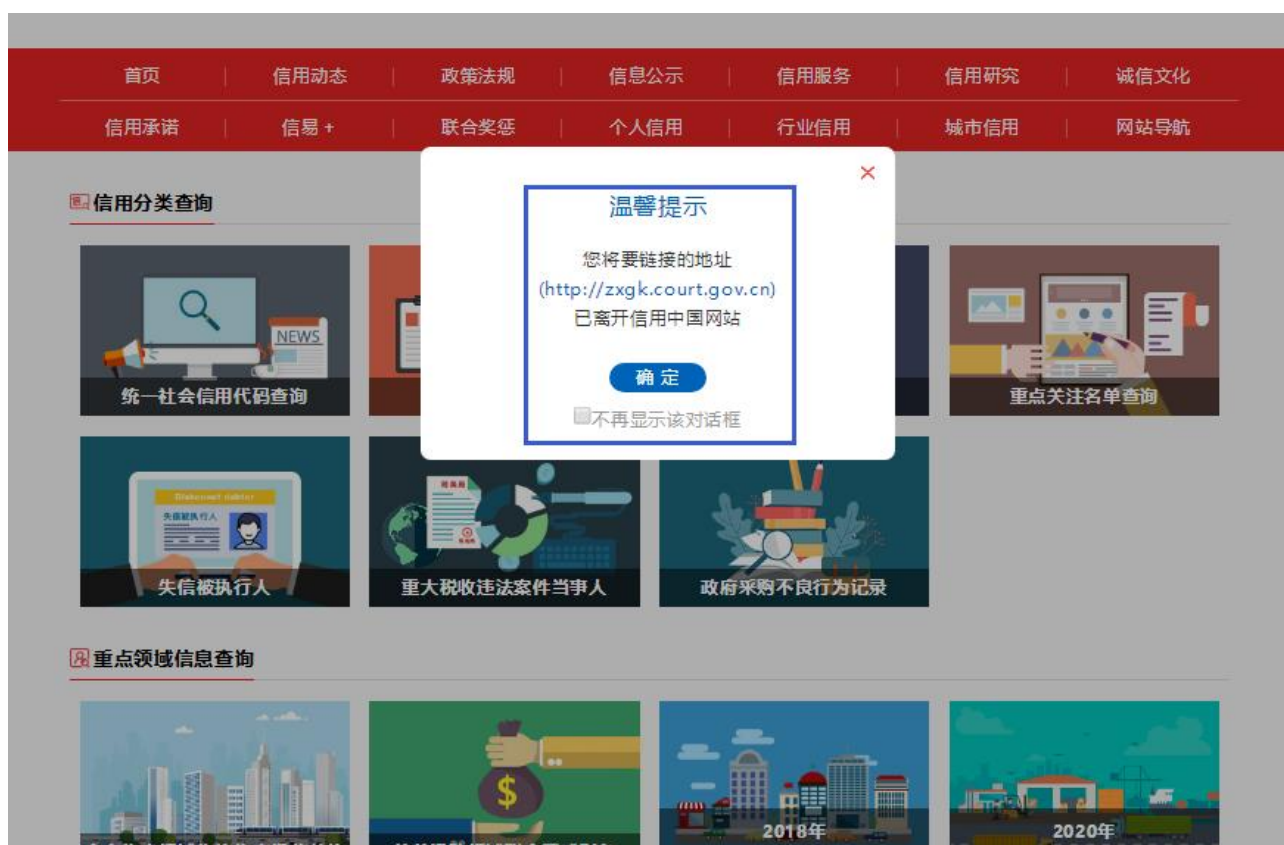 首页 信用动态 政策法规 信息公示 信用服务 信用研究 诚信文化
信用承诺 信易 + 联合奖惩 个人信用 行业信用 城市信用 网站导航
信用分类查询
温馨提示
您将要链接的地址
(http://zxgk.court.gov.cn)
已离开信用中国网站
确 定
不再显示该对话框
NEWS
统一社会信用代码查询
重点关注名单查询
失信被执行人
失信被执行人
重大税收违法案件当事人
政府采购不良行为记录
重点领域信息查询
$
2018年
2020年